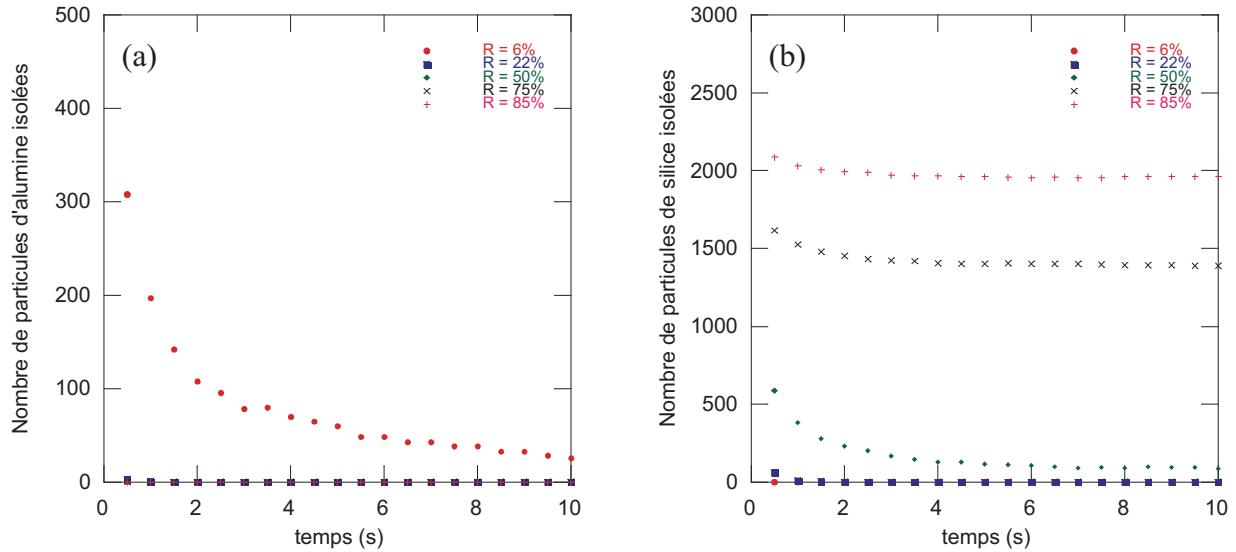 (a)
R = 6%
R = 22%
R = 50%
R = 75%
R = 85%
Nombre de particules d'alumine isolées
500
400
300
200
100
0
0 2 4 6 8 10
temps (s)
(b)
R = 6%
R = 22%
R = 50%
R = 75%
R = 85%
Nombre de particules de silice isolées
3000
2500
2000
1500
1000
500
0
0 2 4 6 8 10
temps (s)